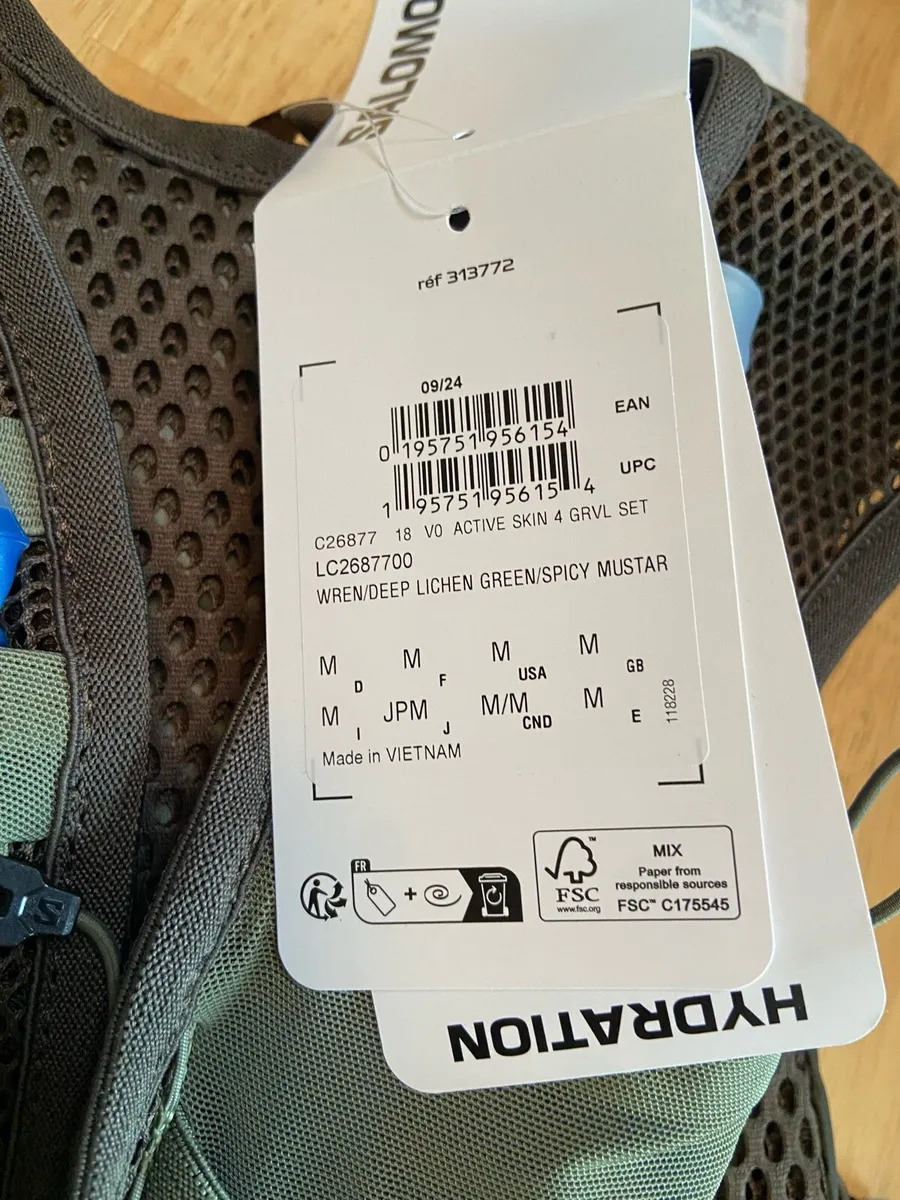 SALOMO
réf 313772
09/24
0 195751 956154
EAN
1 95751 95615 4
UPC
C26877 18 V0 ACTIVE SKIN 4 GRVL SET
LC2687700
WREN/DEEP LICHEN GREEN/SPICY MUSTAR
M D M F M USA M GB
M I JPM J M/M CND M E
118228
Made in VIETNAM
FR
+
FSC™
www.fsc.org
MIX
Paper from
responsible sources
FSC™ C175545
HYDRATION